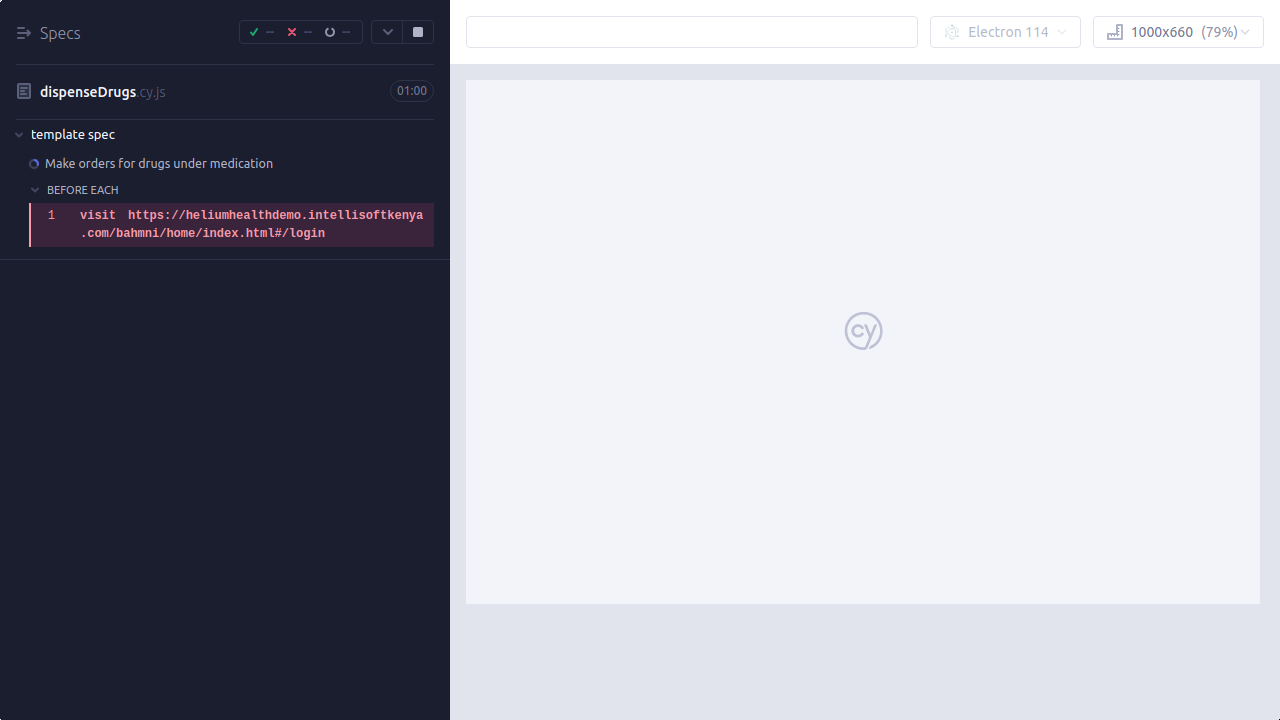 Specs
-- -- --
dispenseDrugs.cy.js 01:00
template spec
Make orders for drugs under medication
BEFORE EACH
1 visit https://heliumhealthdemo.intellisoftkenya
.com/bahmni/home/index.html#/login
Electron 114
1000x660 (79%)
cy